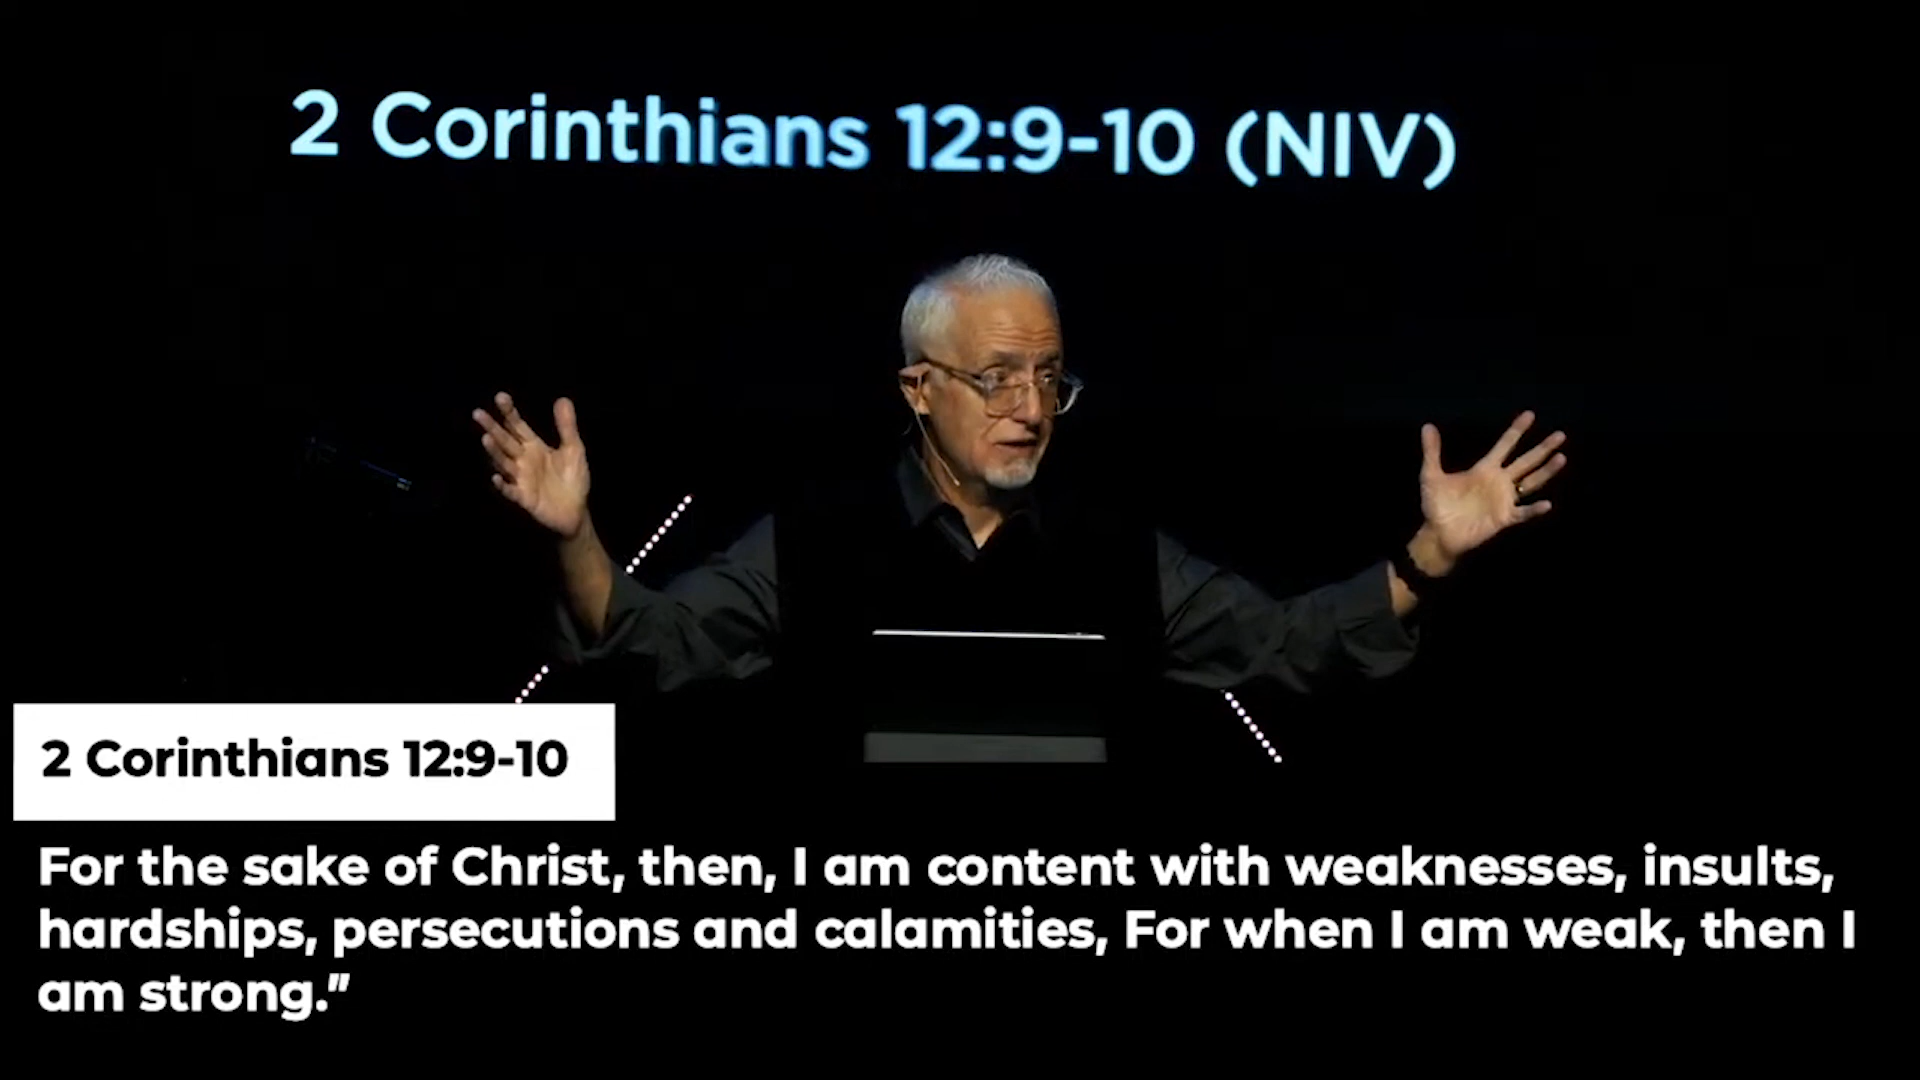 2 Corinthians 12:9-10 (NIV)
2 Corinthians 12:9-10
For the sake of Christ, then, I am content with weaknesses, insults,
hardships, persecutions and calamities, For when I am weak, then I
am strong.”